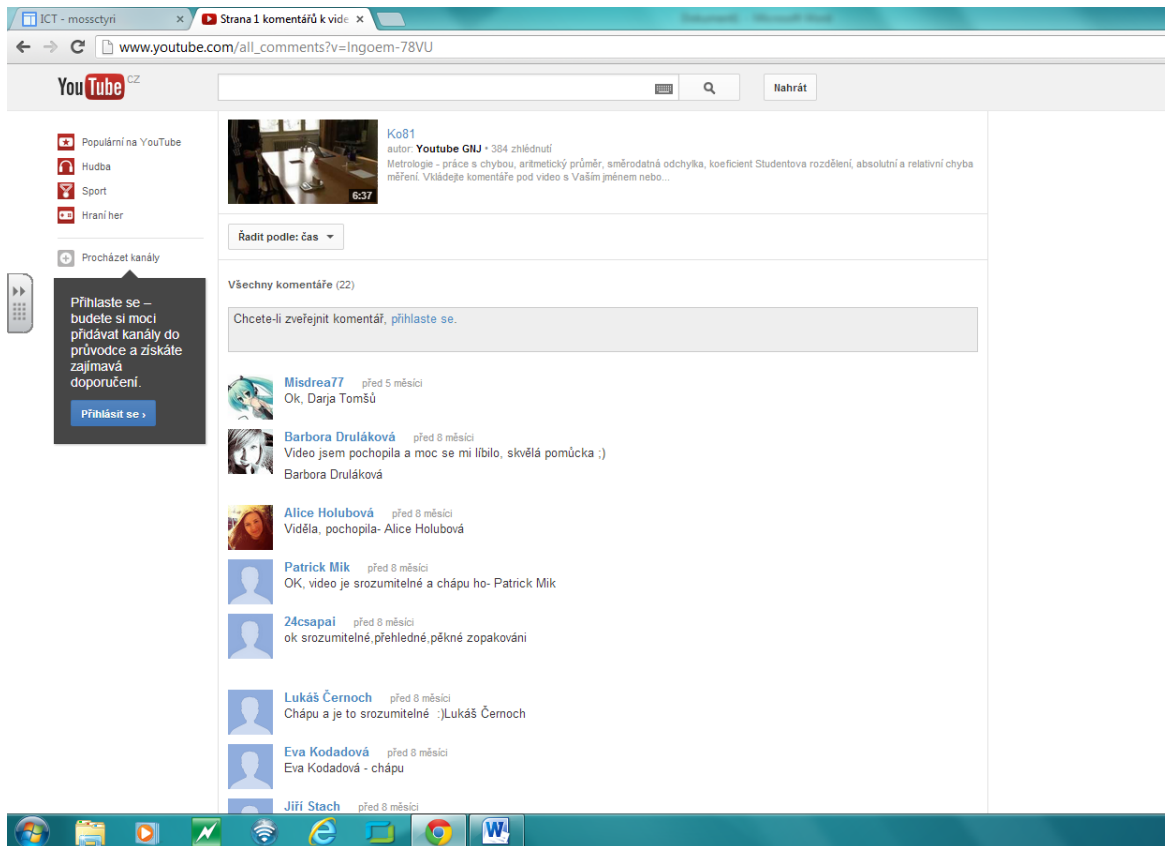 ICT - mossctyri
Strana 1 komentářů k vide
Dokument1 - Microsoft Word
www.youtube.com/all_comments?v=Ingoem-78VU
YouTube CZ
Nahrát
Populární na YouTube
Hudba
Sport
Hraní her
Procházet kanály
Přihlaste se –
budete si moci
přidávat kanály do
průvodce a získáte
zajímavá
doporučení.
Přihlásit se ›
6:37
Ko81
autor: Youtube GNJ • 384 zhlédnutí
Metrologie - práce s chybou, aritmetický průměr, směrodatná odchylka, koeficient Studentova rozdělení, absolutní a relativní chyba
měření. Vkládejte komentáře pod video s Vaším jménem nebo...
Řadit podle: čas
Všechny komentáře (22)
Chcete-li zveřejnit komentář, přihlaste se.
Misdrea77 před 5 měsíci
Ok, Darja Tomšů
Barbora Druláková před 8 měsíci
Video jsem pochopila a moc se mi líbilo, skvělá pomůcka ;)
Barbora Druláková
Alice Holubová před 8 měsíci
Viděla, pochopila- Alice Holubová
Patrick Mik před 8 měsíci
OK, video je srozumitelné a chápu ho- Patrick Mik
24csapai před 8 měsíci
ok srozumitelné,přehledné,pěkné zopakováni
Lukáš Černoch před 8 měsíci
Chápu a je to srozumitelné :)Lukáš Černoch
Eva Kodadová před 8 měsíci
Eva Kodadová - chápu
Jiří Stach před 8 měsíci
W